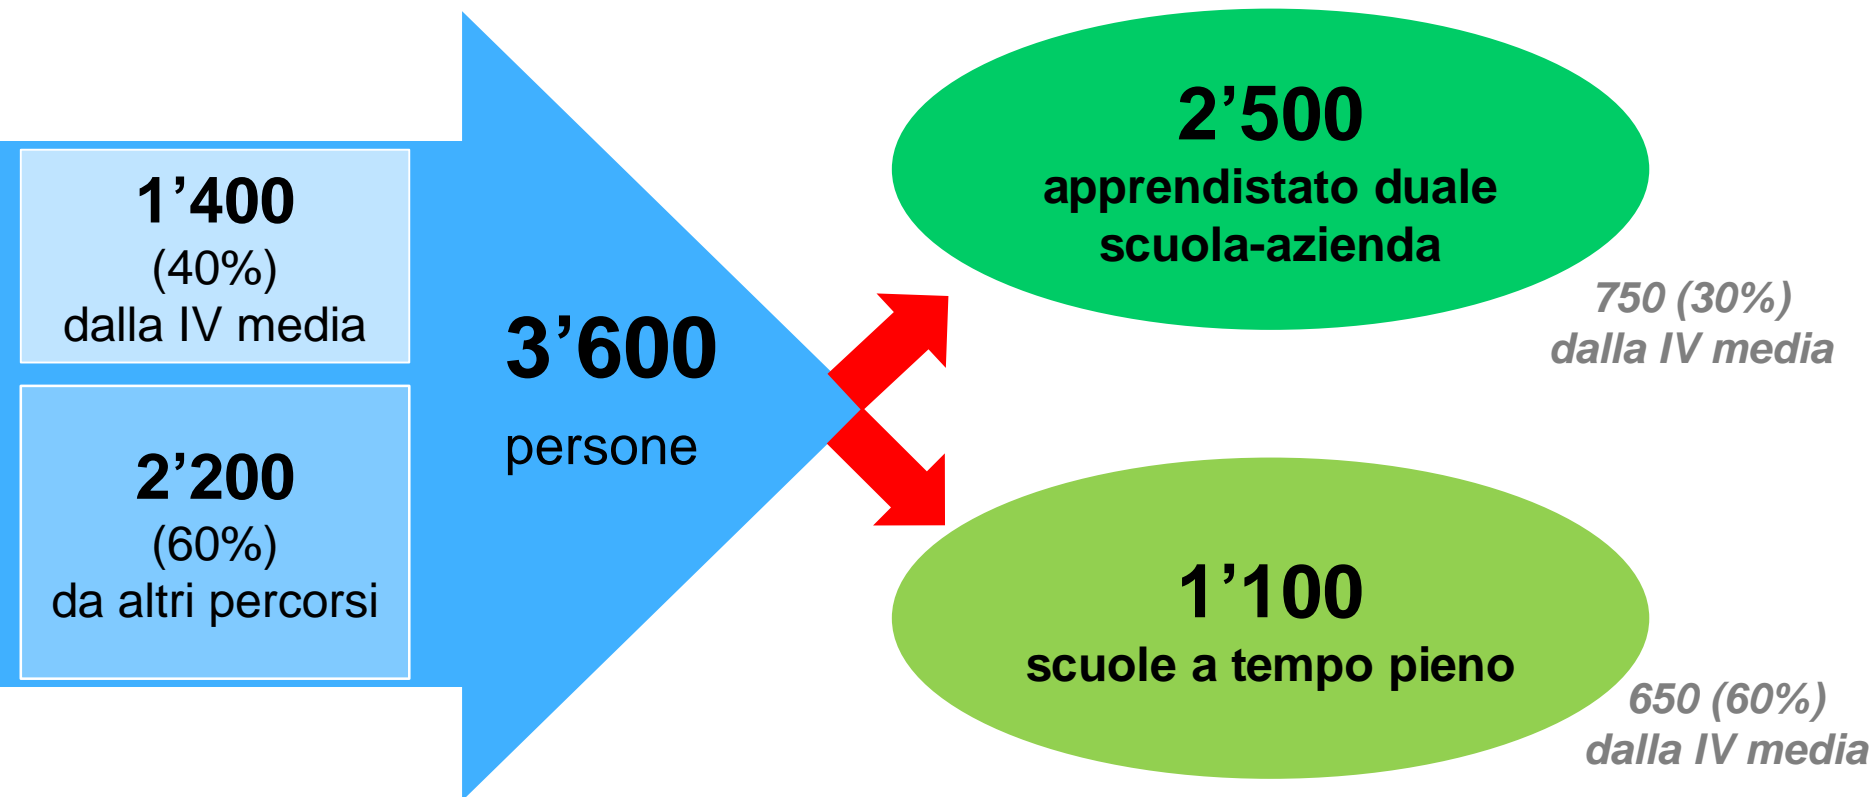 1’400
(40%)
dalla IV media
2’200
(60%)
da altri percorsi
3’600
persone
2’500
apprendistato duale
scuola-azienda
750 (30%)
dalla IV media
1’100
scuole a tempo pieno
650 (60%)
dalla IV media